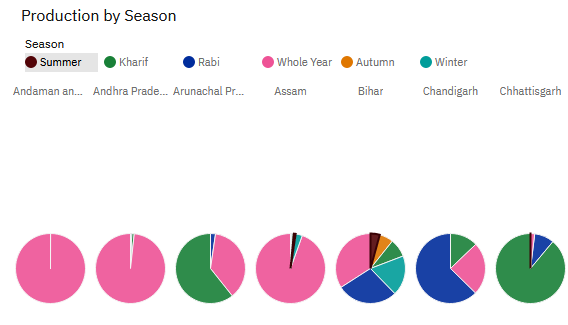 Production by Season
Season
Summer Kharif Rabi Whole Year Autumn Winter
Andaman an... Andhra Prade... Arunachal Pr... Assam Bihar Chandigarh Chhattisgarh